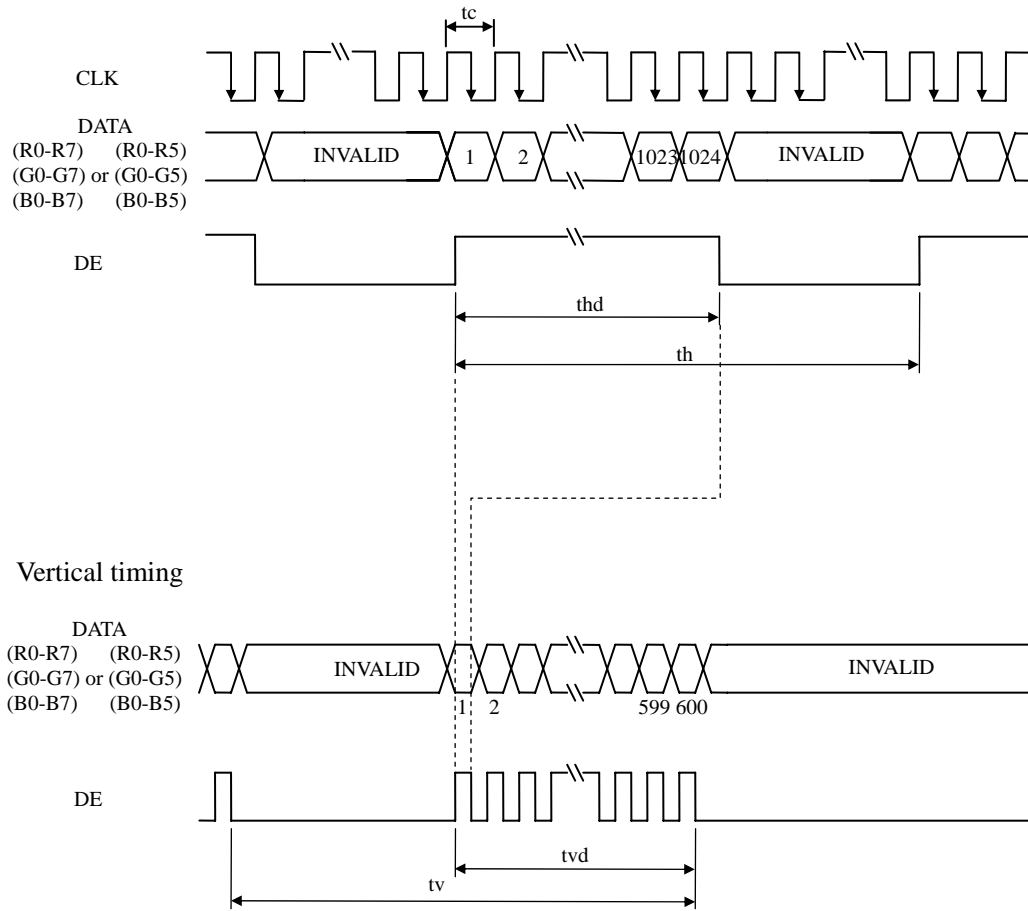 tc
CLK
DATA
(R0-R7) (R0-R5)
(G0-G7) or (G0-G5)
(B0-B7) (B0-B5)
INVALID 1 2 1023 1024 INVALID
DE
thd
th
Vertical timing
DATA
(R0-R7) (R0-R5)
(G0-G7) or (G0-G5)
(B0-B7) (B0-B5)
INVALID INVALID
1 2 599 600
DE
tvd
tv